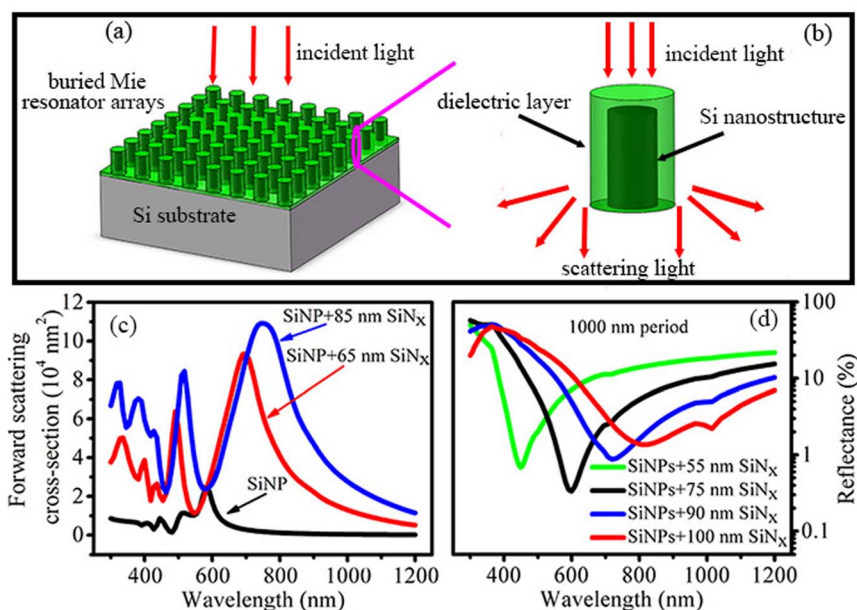 (a)
incident light
buried Mie
resonator arrays
Si substrate
(b)
incident light
dielectric layer
Si nanostructure
scattering light
(c)
12
10
8
6
4
2
0
Forward scattering
cross-section (10⁴ nm²)
SiNP+85 nm SiNX
SiNP+65 nm SiNX
SiNP
400 600 800 1000 1200
Wavelength (nm)
(d)
1000 nm period
100
10
1
0.1
Reflectance (%)
SiNPs+55 nm SiNX
SiNPs+75 nm SiNX
SiNPs+90 nm SiNX
SiNPs+100 nm SiNX
400 600 800 1000 1200
Wavelength (nm)